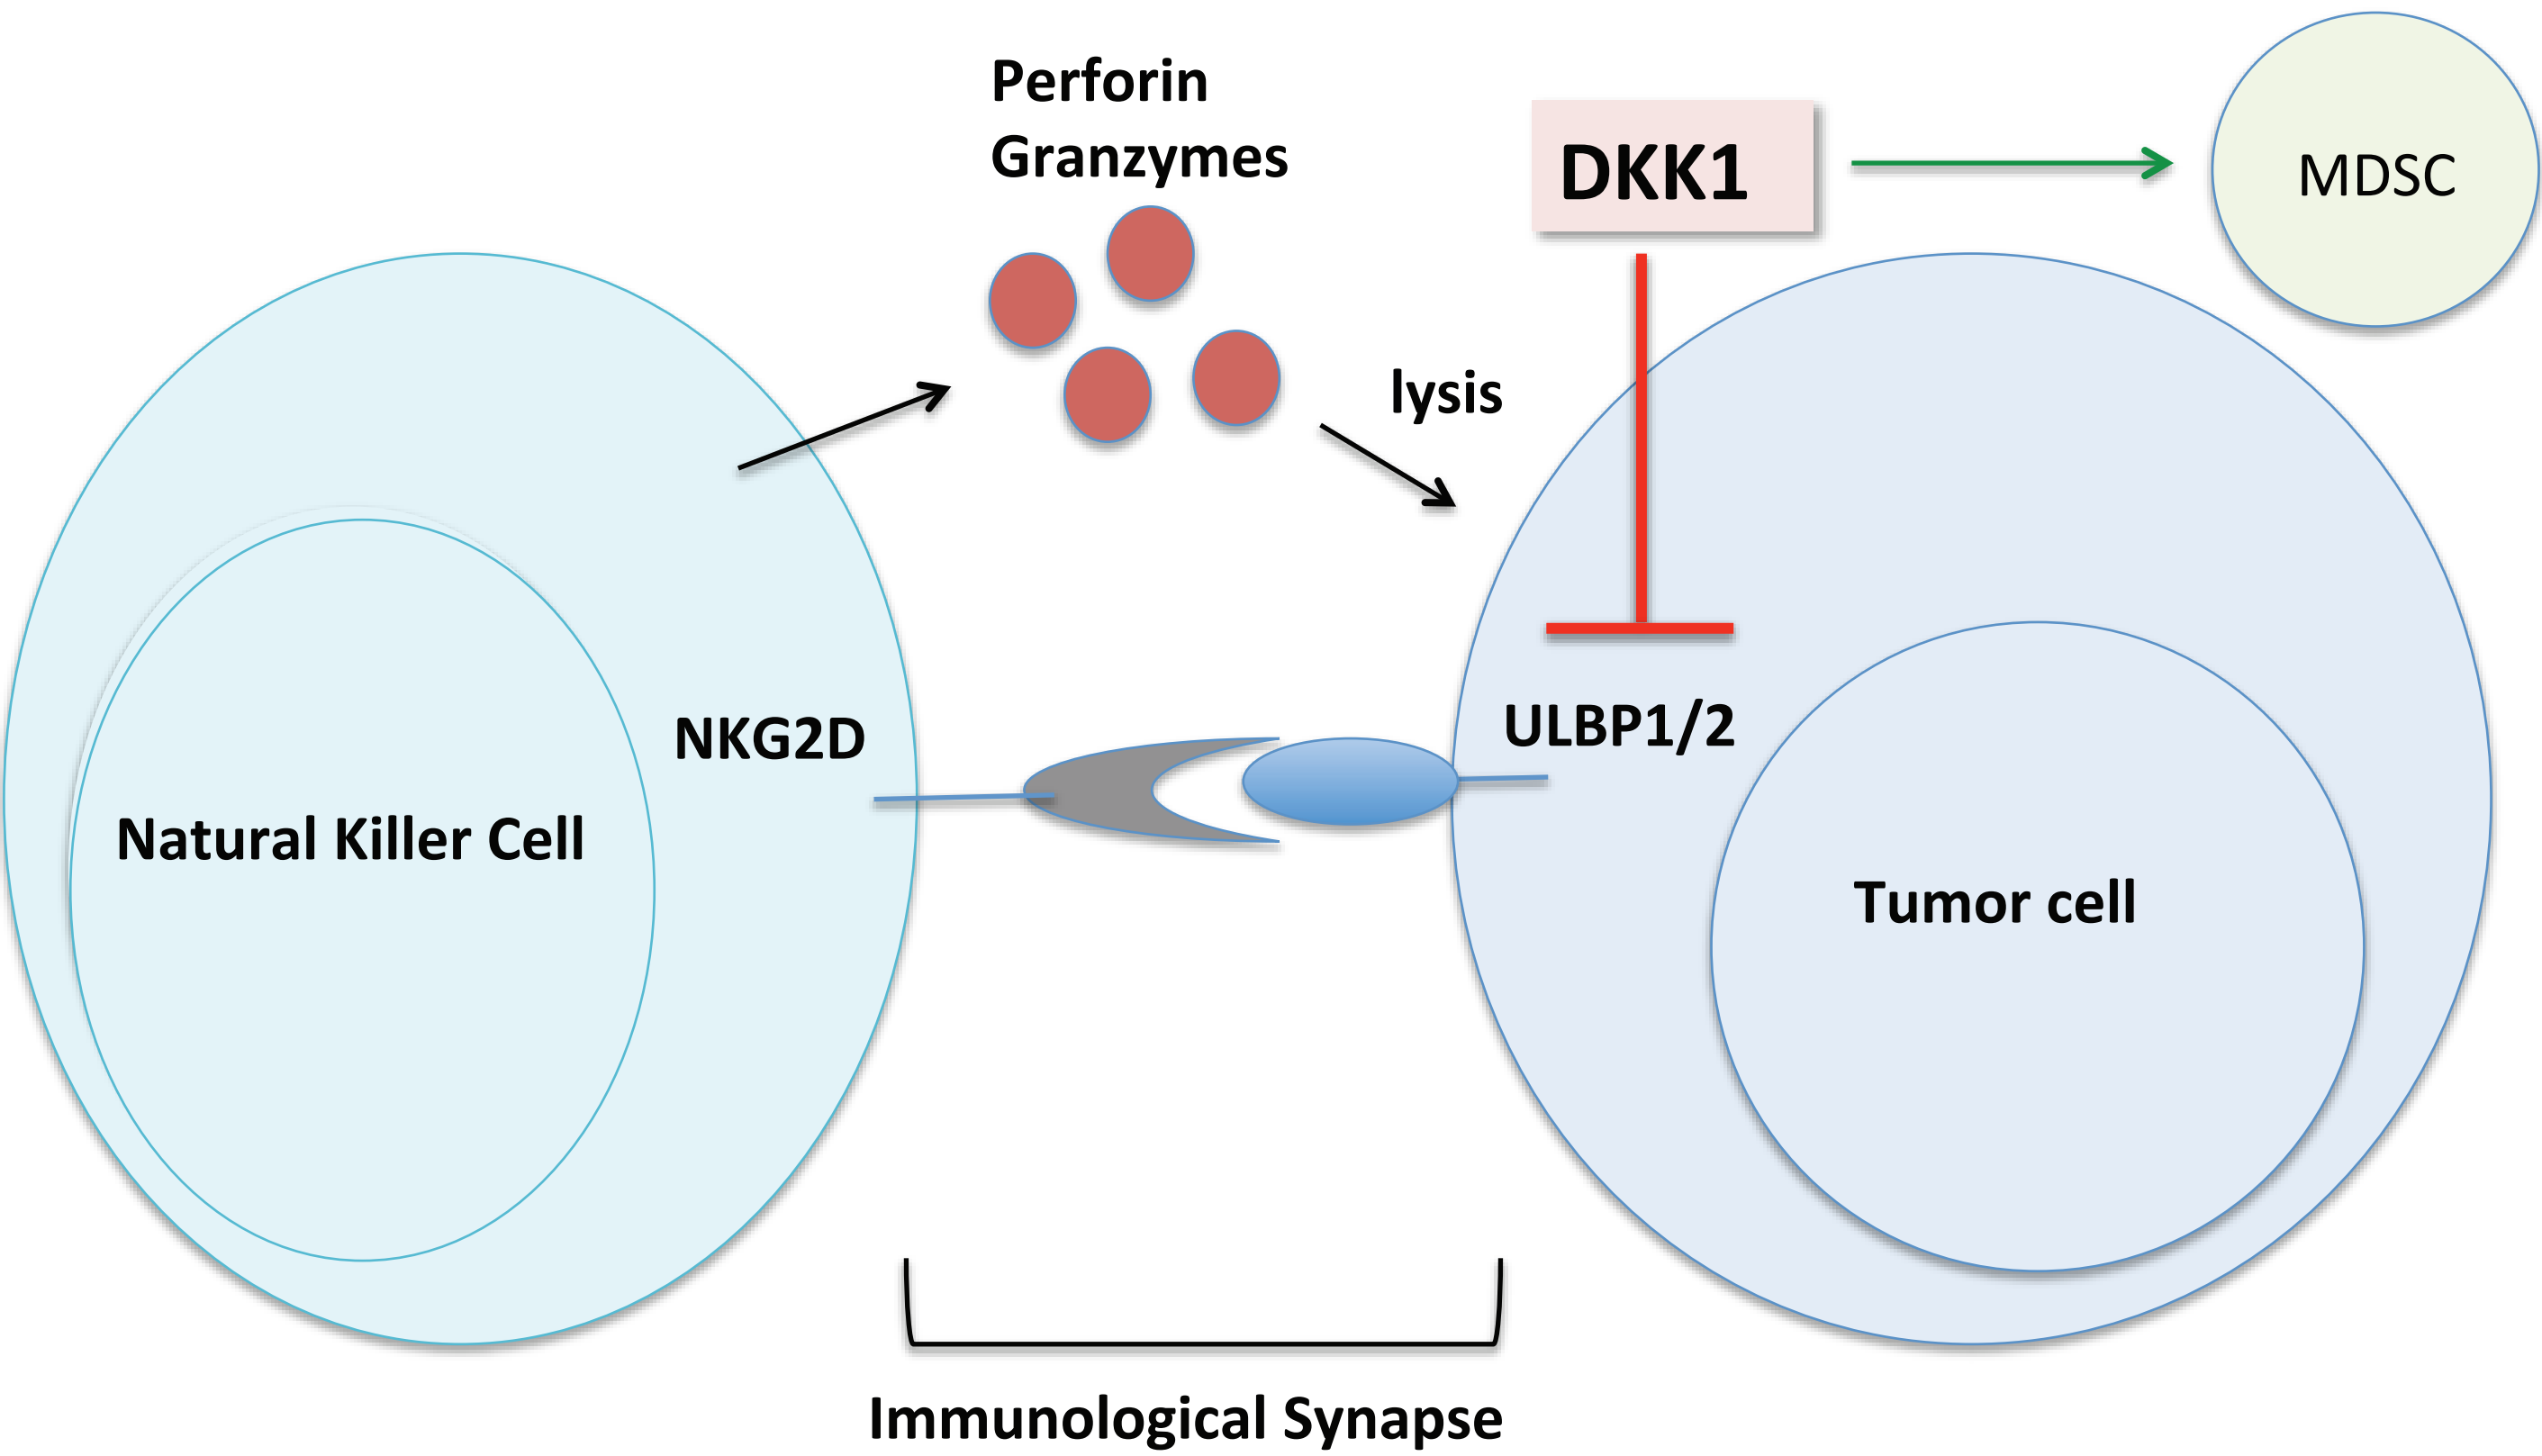 Perforin
Granzymes
DKK1
MDSC
lysis
NKG2D
ULBP1/2
Natural Killer Cell
Tumor cell
Immunological Synapse